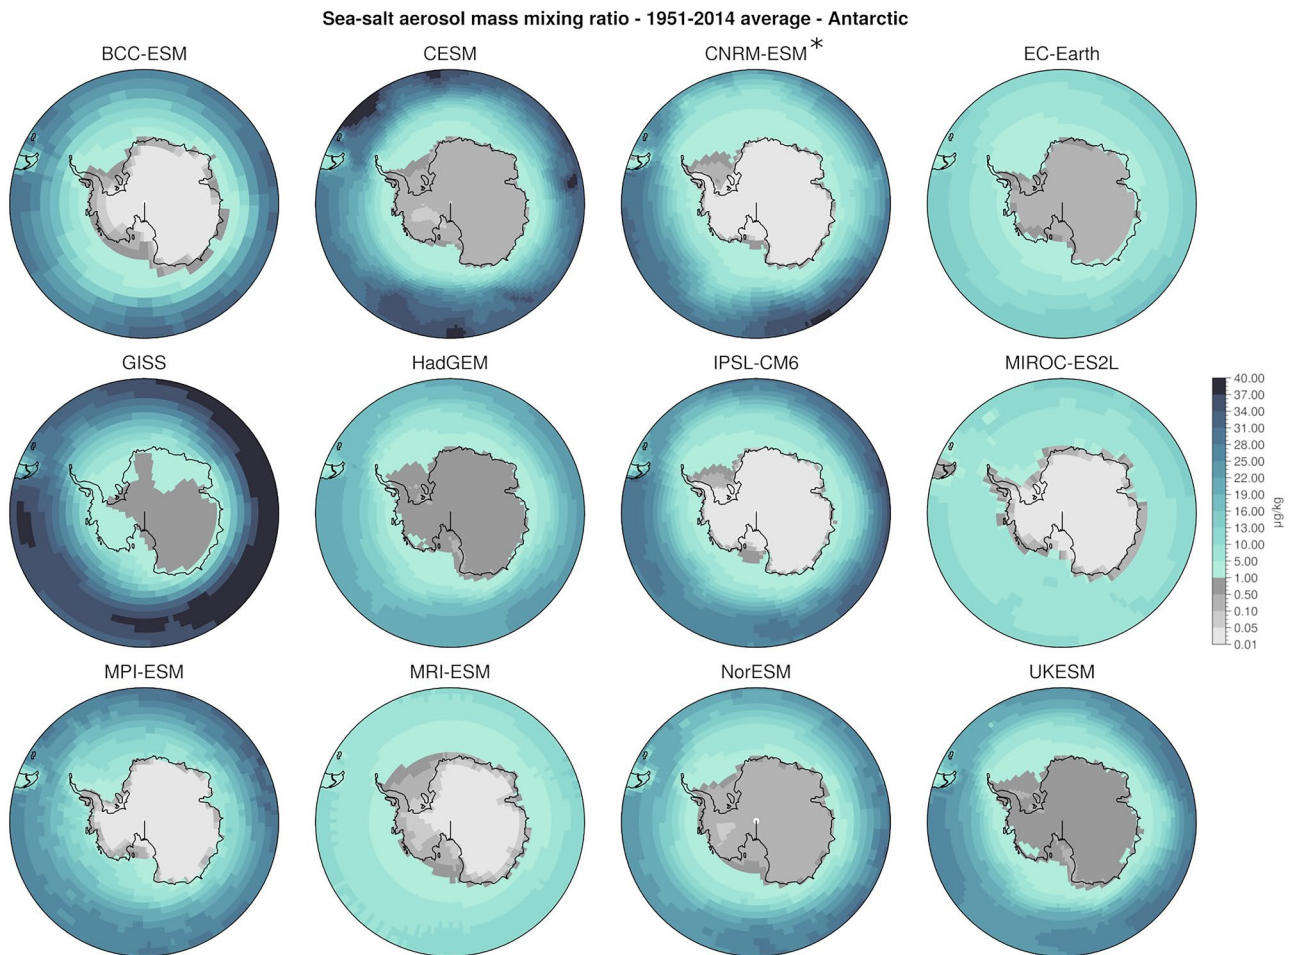 Sea-salt aerosol mass mixing ratio - 1951-2014 average - Antarctic
BCC-ESM
CESM
CNRM-ESM*
EC-Earth
GISS
HadGEM
IPSL-CM6
MIROC-ES2L
40.00
37.00
34.00
31.00
28.00
25.00
22.00
19.00
16.00
13.00
10.00
5.00
1.00
0.50
0.10
0.05
0.01
µg/kg
MPI-ESM
MRI-ESM
NorESM
UKESM